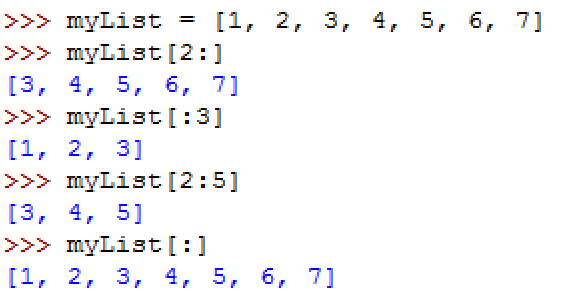 >>> myList = [1, 2, 3, 4, 5, 6, 7]
>>> myList[2:]
[3, 4, 5, 6, 7]
>>> myList[:3]
[1, 2, 3]
>>> myList[2:5]
[3, 4, 5]
>>> myList[:]
[1, 2, 3, 4, 5, 6, 7]